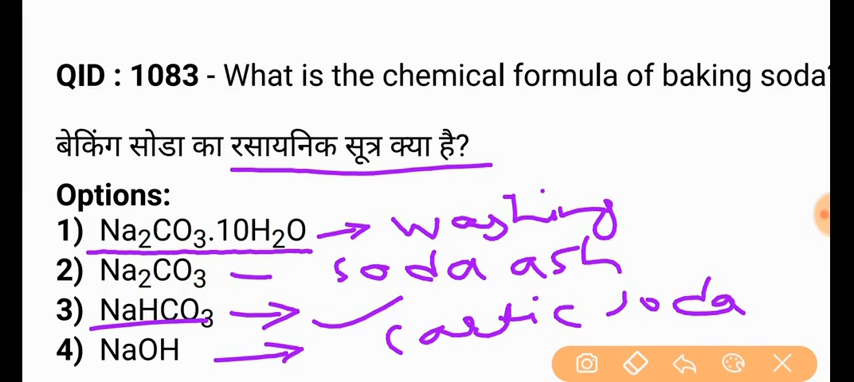 QID : 1083 - What is the chemical formula of baking soda?
बेकिंग सोडा का रसायनिक सूत्र क्या है?
Options:
1) Na₂CO₃.10H₂O → washing
2) Na₂CO₃ — soda ash
3) NaHCO₃ → ✓
4) NaOH → castic soda